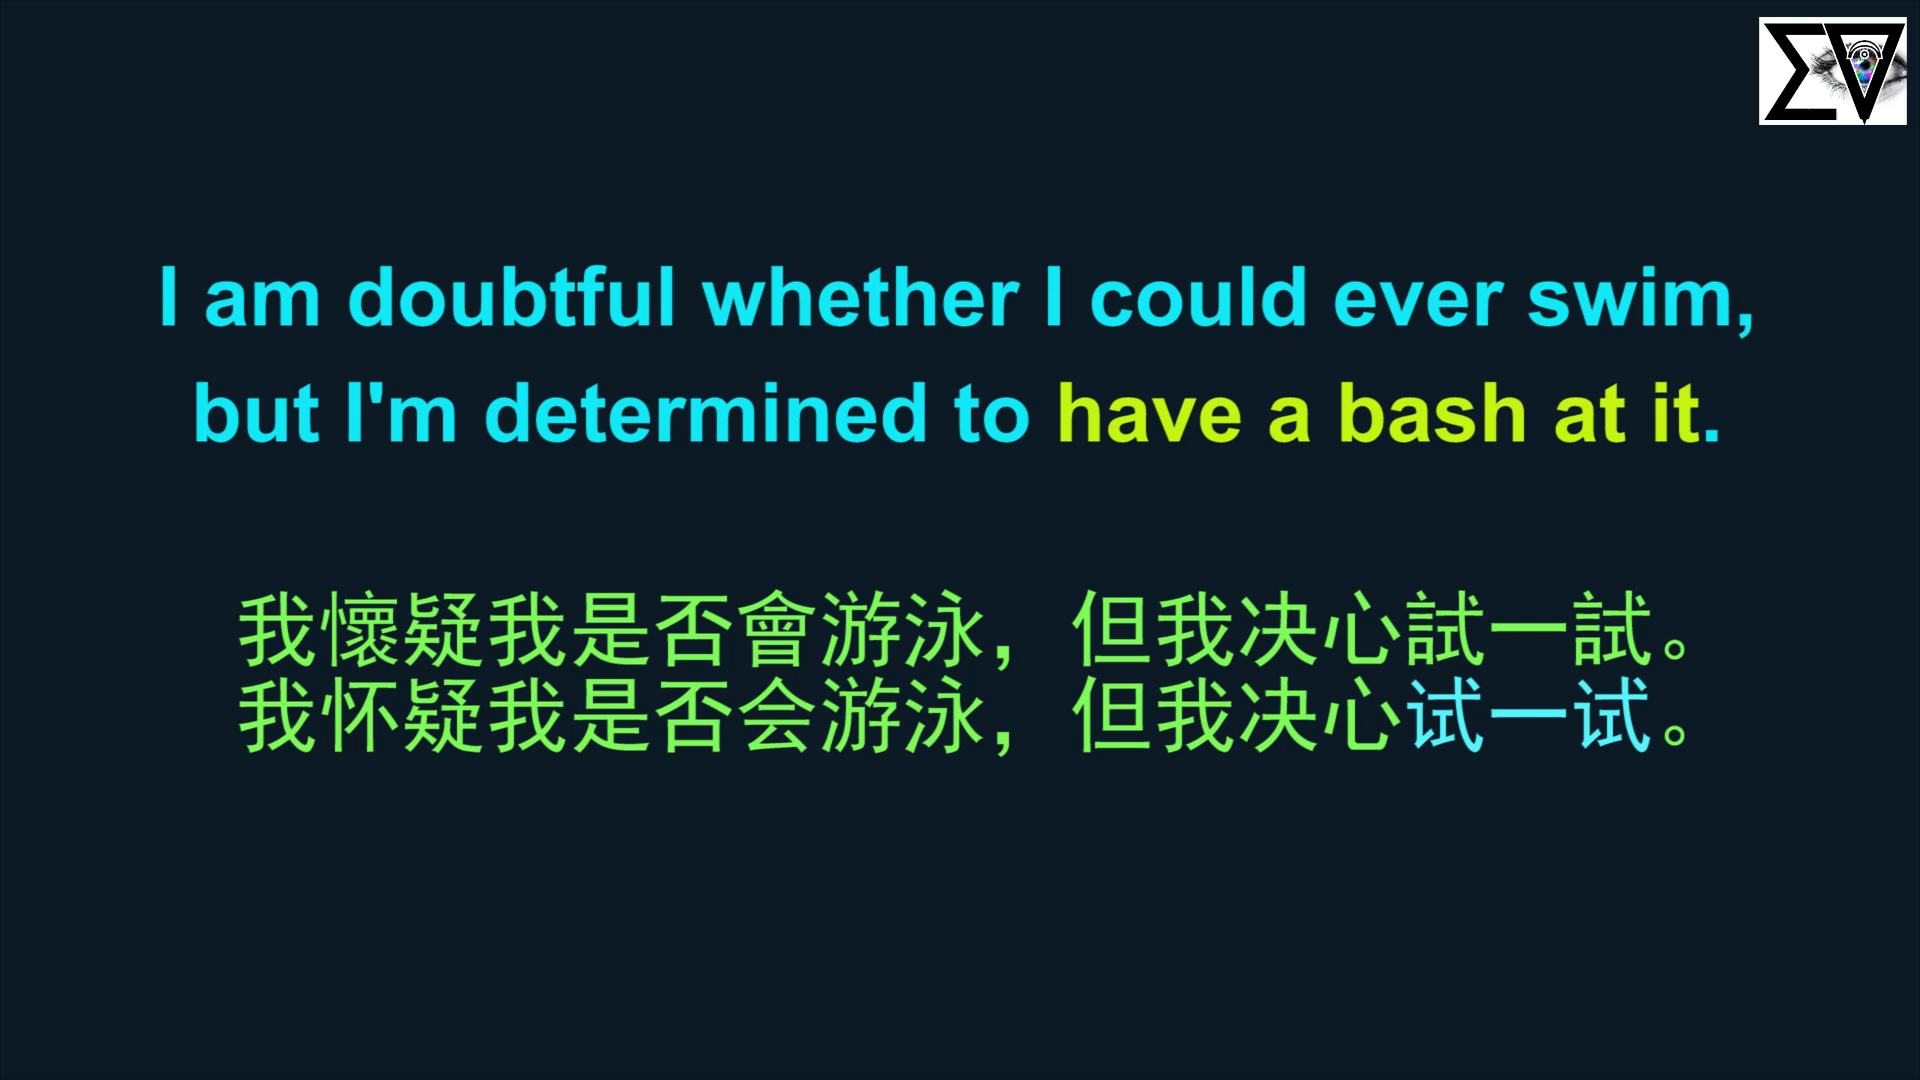 I am doubtful whether I could ever swim,
but I'm determined to have a bash at it.
我懷疑我是否會游泳，但我决心試一試。
我怀疑我是否会游泳，但我决心试一试。